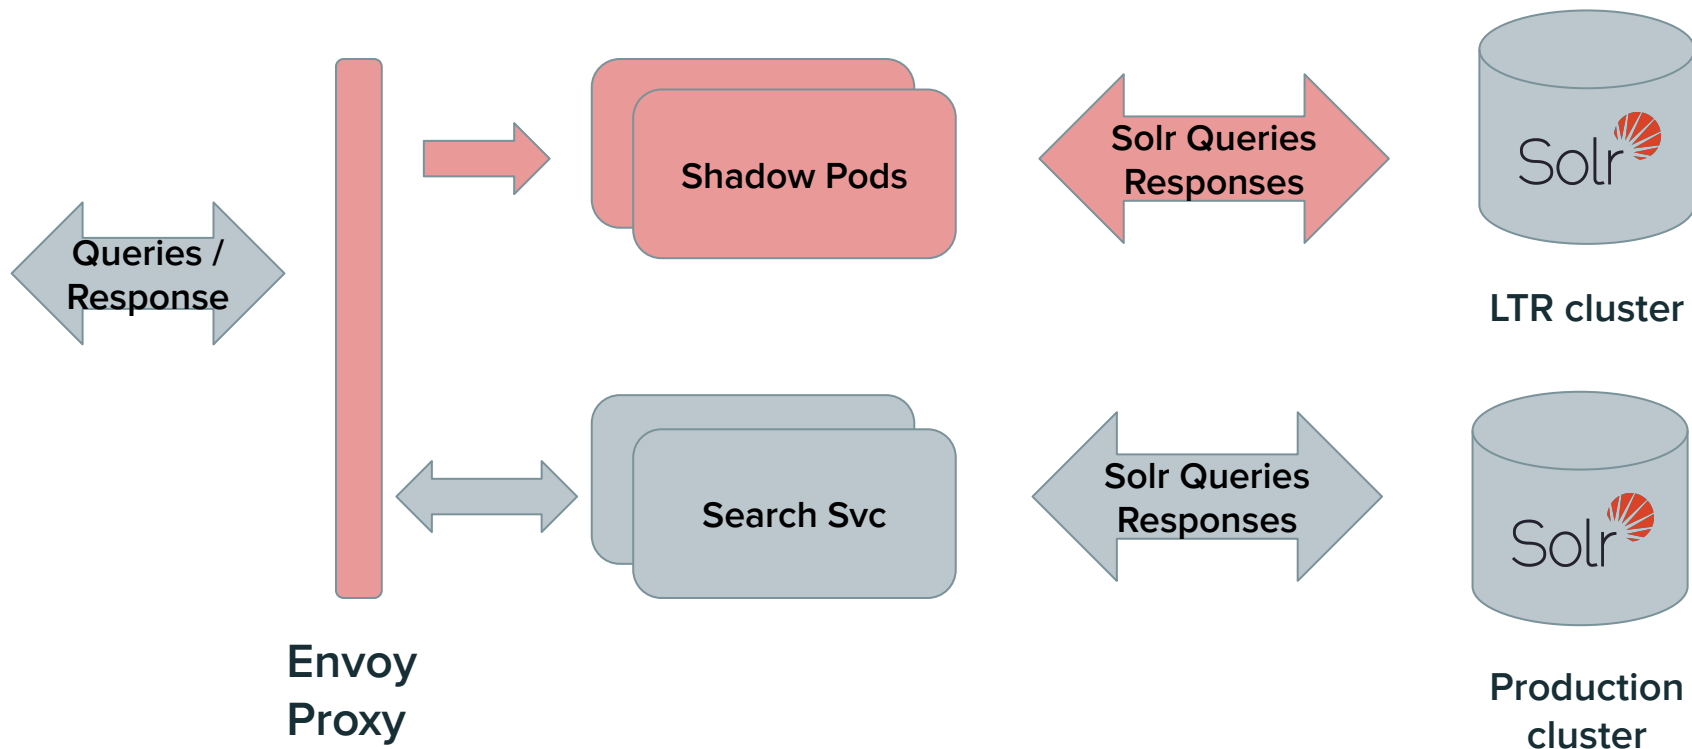 Queries /
Response
Shadow Pods
Solr Queries
Responses
Solr
LTR cluster
Search Svc
Solr Queries
Responses
Solr
Envoy
Proxy
Production
cluster